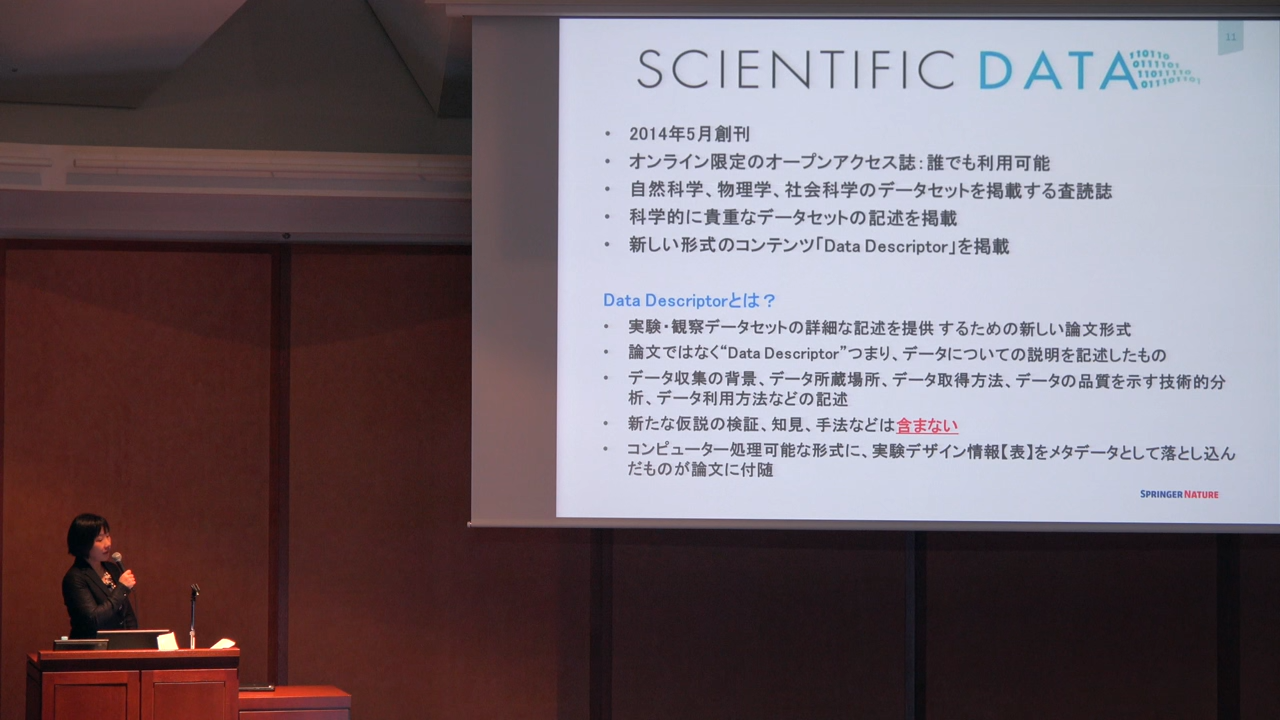 11
SCIENTIFIC DATA
110110
011110
11011110
• 2014年5月創刊
• オンライン限定のオープンアクセス誌：誰でも利用可能
• 自然科学、物理学、社会科学のデータセットを掲載する査読誌
• 科学的に貴重なデータセットの記述を掲載
• 新しい形式のコンテンツ「Data Descriptor」を掲載
Data Descriptorとは？
• 実験・観察データセットの詳細な記述を提供 するための新しい論文形式
• 論文ではなく“Data Descriptor”つまり、データについての説明を記述したもの
• データ収集の背景、データ所蔵場所、データ取得方法、データの品質を示す技術的分
析、データ利用方法などの記述
• 新たな仮説の検証、知見、手法などは含まない
• コンピューター処理可能な形式に、実験デザイン情報【表】をメタデータとして落とし込ん
だものが論文に付随
SPRINGER NATURE